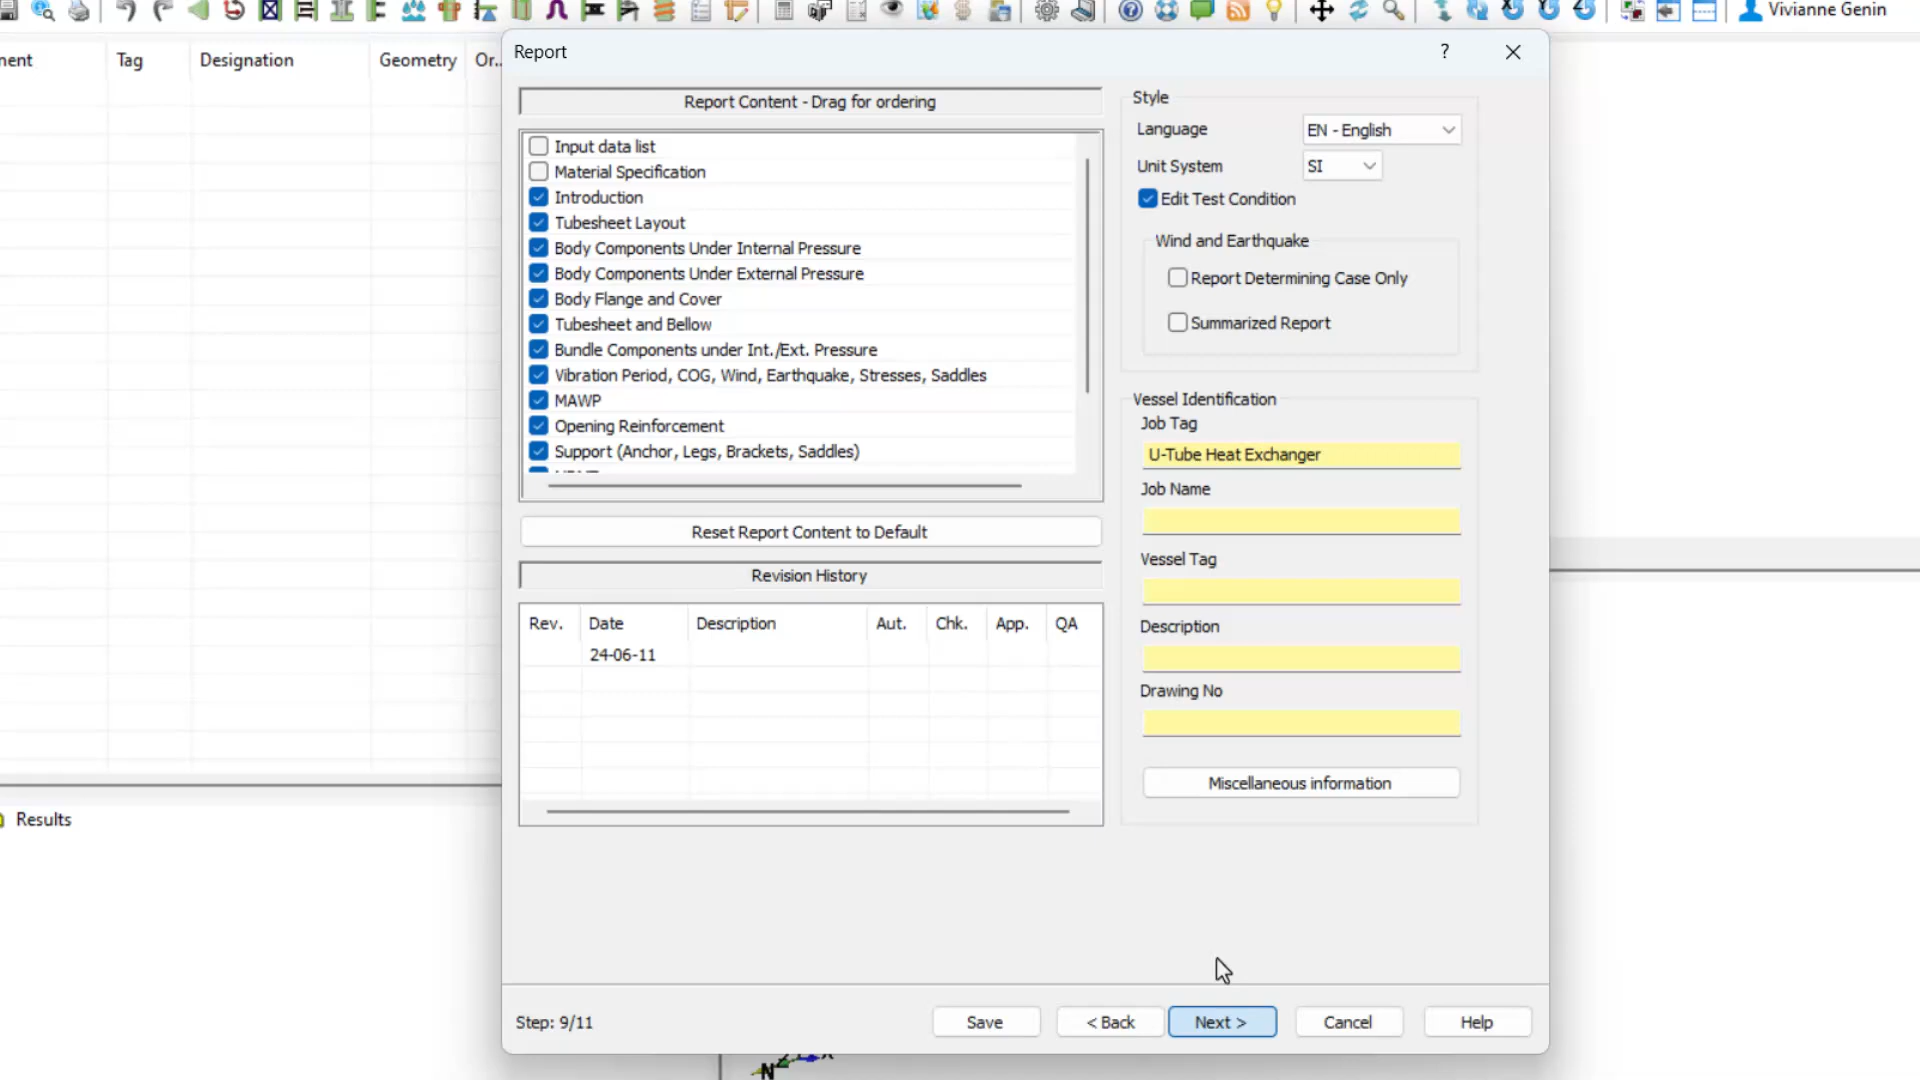 Vivianne Genin
Tag
Designation
Geometry
Or..
Report
?
Report Content - Drag for ordering
Input data list
Material Specification
Introduction
Tubesheet Layout
Body Components Under Internal Pressure
Body Components Under External Pressure
Body Flange and Cover
Tubesheet and Bellow
Bundle Components under Int./Ext. Pressure
Vibration Period, COG, Wind, Earthquake, Stresses, Saddles
MAWP
Opening Reinforcement
Support (Anchor, Legs, Brackets, Saddles)
Reset Report Content to Default
Revision History
Rev. Date Description Aut. Chk. App. QA
24-06-11
Style
Language EN - English
Unit System SI
Edit Test Condition
Wind and Earthquake
Report Determining Case Only
Summarized Report
Vessel Identification
Job Tag
U-Tube Heat Exchanger
Job Name
Vessel Tag
Description
Drawing No
Miscellaneous information
Results
Step: 9/11
Save
< Back
Next >
Cancel
Help
N